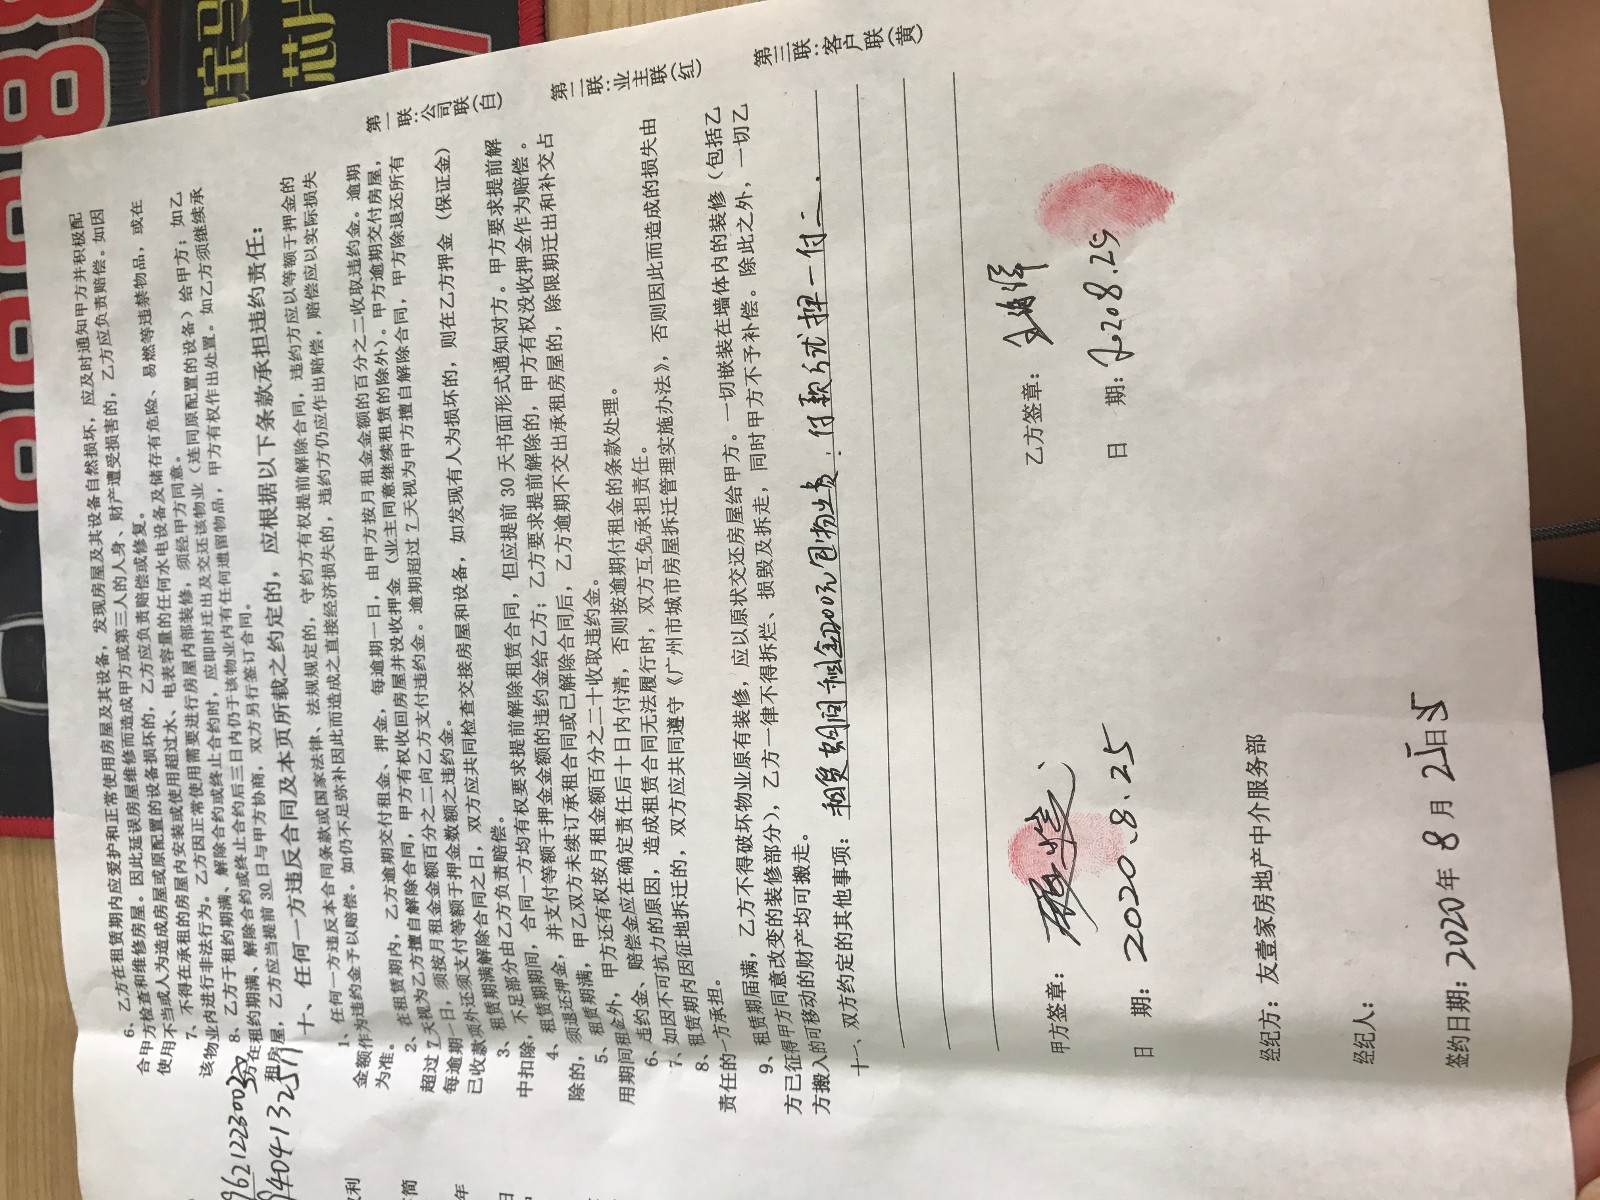 6、乙方在租赁期内应爱护和正常使用房屋及其设备，发现房屋及其设备自然损坏，应及时通知甲方并积极配
合甲方检查和维修房屋。因此延误房屋维修而造成甲方或第三人的人身、财产遭受损害的，乙方应负责赔偿。如因
使用不当或人为造成房屋或原配置的设备损坏的，乙方应负责赔偿或修复。
7、不得在承租的房屋内安装或使用超过水、电表容量的任何水电设备及储存有危险、易燃等违禁物品，或在
该物业内进行非法行为。乙方因正常使用需要进行房屋内部装修，须经甲方同意。
8、乙方于租约期满、解除合约或终止合约时，应即时迁出及交还该物业（连同原配置的设备）给甲方；如乙
方在租约期满、解除合约或终止合约后三日内仍于该物业内有任何遗留物品，甲方有权作出处置。如乙方须继续承
租房屋，乙方应当提前30日与甲方协商，双方另行签订合同。
十、任何一方违反合同及本页所载之约定的，应根据以下条款承担违约责任：
1、任何一方违反本合同条款或国家法律、法规规定的，守约方有权提前解除合同，违约方应以等额于押金的
金额作为违约金予以赔偿。如仍不足弥补因此而造成之直接经济损失的，违约方仍应作出赔偿，赔偿应以实际损失
为准。
2、在租赁期内，乙方逾期交付租金、押金，每逾期一日，由甲方按月租金金额的百分之二收取违约金。逾期
超过7天视为乙方擅自解除合同，甲方有权收回房屋并没收押金（业主同意继续租赁的除外）。甲方逾期交付房屋，
每逾期一日，须按月租金金额百分之二向乙方支付违约金。逾期超过7天视为甲方擅自解除合同，甲方除退还所有
已收款项外还须支付等额于押金数额之违约金。
3、租赁期满解除合同之日，双方应共同检查交接房屋和设备，如发现有人为损坏的，则在乙方押金（保证金）
中扣除，不足部分由乙方负责赔偿。
4、租赁期期间，合同一方均有权要求提前解除租赁合同，但应提前30天书面形式通知对方。甲方要求提前解
除的，须退还押金，并支付等额于押金金额的违约金给乙方；乙方要求提前解除的，甲方有权没收押金作为赔偿。
5、租赁期满，甲乙双方未续订承租合同或已解除合同后，乙方逾期不交出承租房屋的，除限期迁出和补交占
用期间租金外，甲方还有权按月租金额百分之二十收取违约金。
6、违约金、赔偿金应在确定责任后十日内付清，否则按逾期付租金的条款处理。
7、如因不可抗力的原因，造成租赁合同无法履行时，双方互免承担责任。
8、租赁期内因征地拆迁的，双方应共同遵守《广州市城市房屋拆迁管理实施办法》，否则因此而造成的损失由
责任的一方承担。
9、租赁期届满，乙方不得破坏物业原有装修，应以原状交还房屋给甲方。一切嵌装在墙体内的装修（包括乙
方已征得甲方同意改变的装修部分），乙方一律不得拆烂、损毁及拆走，同时甲方不予补偿。除此之外，一切乙
方搬入的可移动的财产均可搬走。
十一、双方约定的其他事项：租赁期间租金200元包物业费.付款方式押一付二.
甲方签章：
乙方签章：
日 期：2020.8.25
日 期：2020.8.25
经纪方：友壹家房地产中介服务部
经纪人：
签约日期：2020年8月25日
第一联：公司联（白）
第二联：业主联（红）
第三联：客户联（黄）
宝马
芯片
7